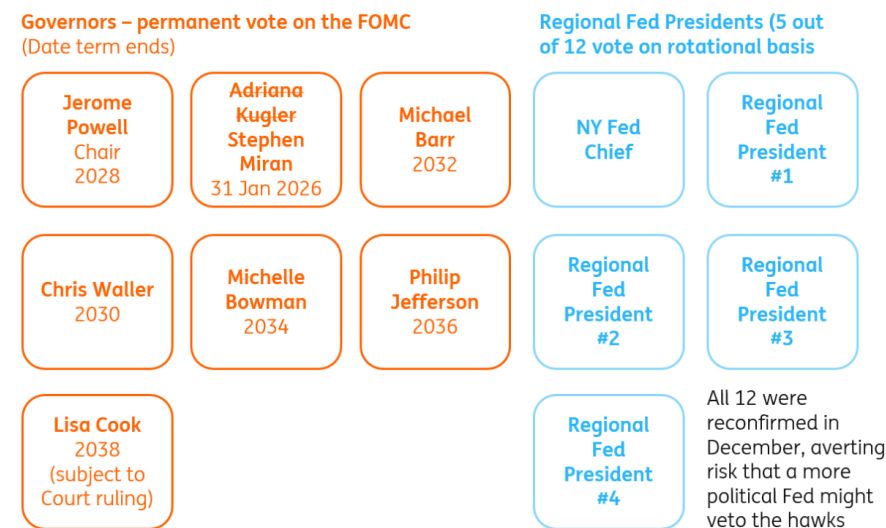 Governors – permanent vote on the FOMC
(Date term ends)
Jerome
Powell
Chair
2028
Adriana
Kugler
Stephen
Miran
31 Jan 2026
Michael
Barr
2032
Chris Waller
2030
Michelle
Bowman
2034
Philip
Jefferson
2036
Lisa Cook
2038
(subject to
Court ruling)
Regional Fed Presidents (5 out
of 12 vote on rotational basis
NY Fed
Chief
Regional
Fed
President
#1
Regional
Fed
President
#2
Regional
Fed
President
#3
Regional
Fed
President
#4
All 12 were
reconfirmed in
December, averting
risk that a more
political Fed might
veto the hawks